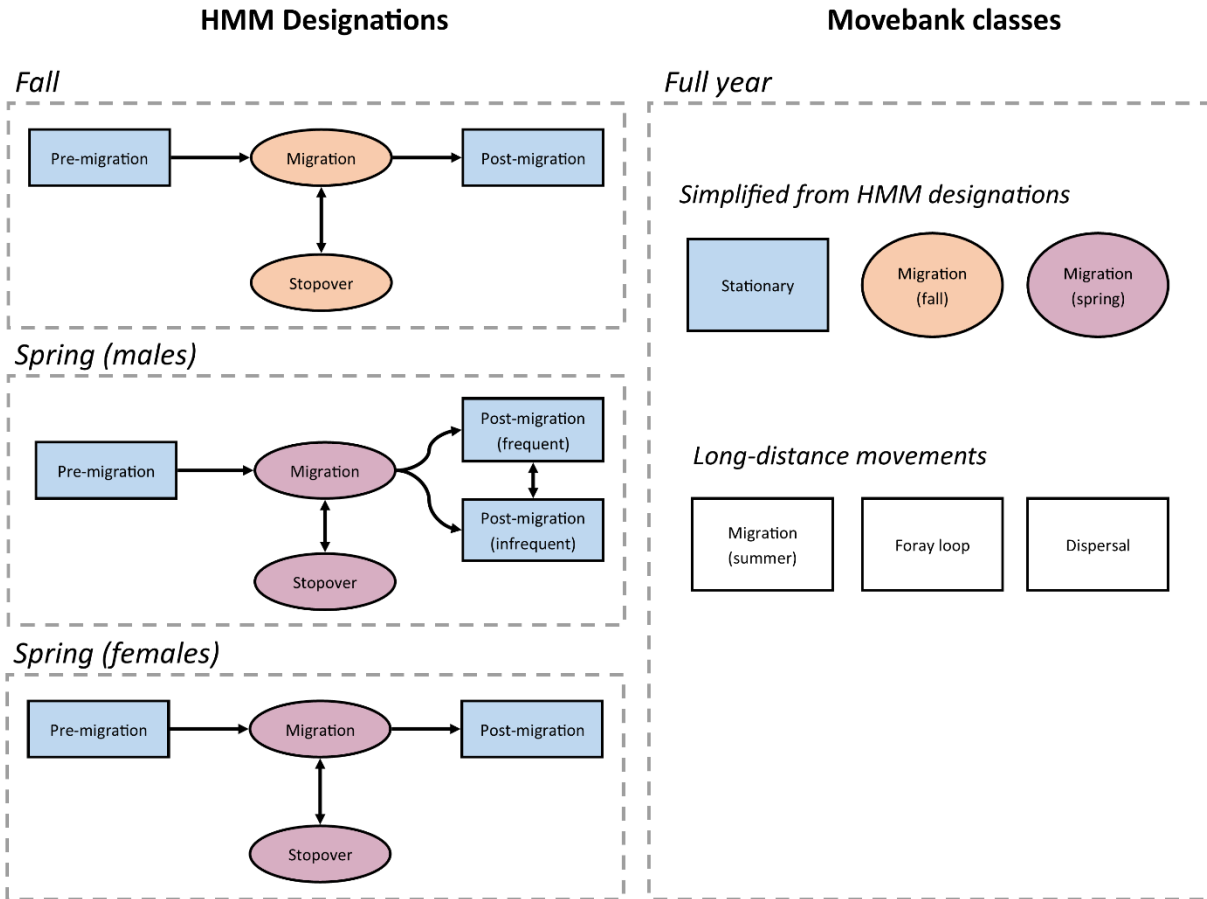 HMM Designations
Movebank classes
Fall
Pre-migration
Migration
Post-migration
Stopover
Spring (males)
Pre-migration
Migration
Post-migration
(frequent)
Post-migration
(infrequent)
Stopover
Spring (females)
Pre-migration
Migration
Post-migration
Stopover
Full year
Simplified from HMM designations
Stationary
Migration
(fall)
Migration
(spring)
Long-distance movements
Migration
(summer)
Foray loop
Dispersal